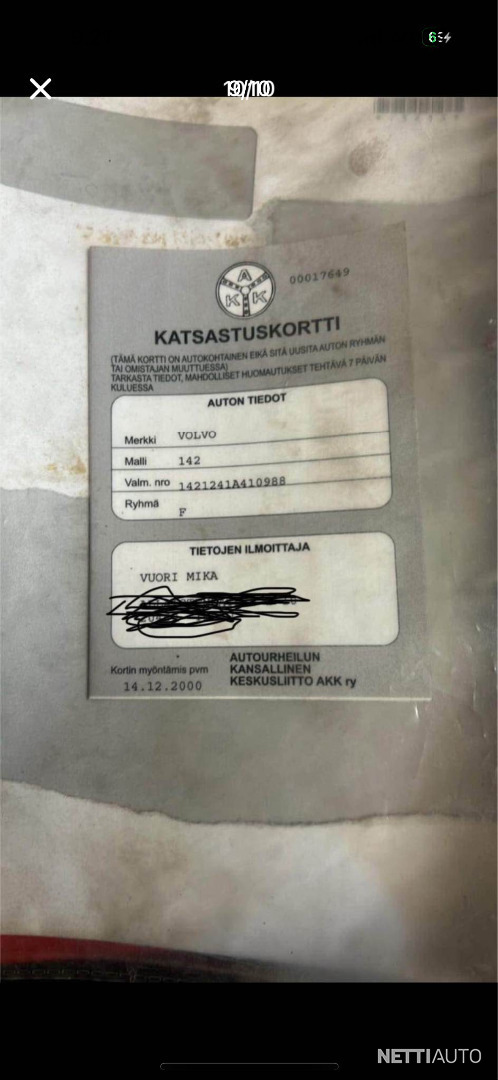 A K K
00017649
KATSASTUSKORTTI
(TÄMÄ KORTTI ON AUTOKOHTAINEN EIKÄ SITÄ UUSITA AUTON RYHMÄN
TAI OMISTAJAN MUUTTUESSA)
TARKASTA TIEDOT, MAHDOLLISET HUOMAUTUKSET TEHTÄVÄ 7 PÄIVÄN
KULUESSA
AUTON TIEDOT
Merkki VOLVO
Malli 142
Valm. nro 1421241A410988
Ryhmä F
TIETOJEN ILMOITTAJA
VUORI MIKA
Kortin myöntämis pvm
14.12.2000
AUTOURHEILUN
KANSALLINEN
KESKUSLIITTO AKK ry
NETTIAUTO